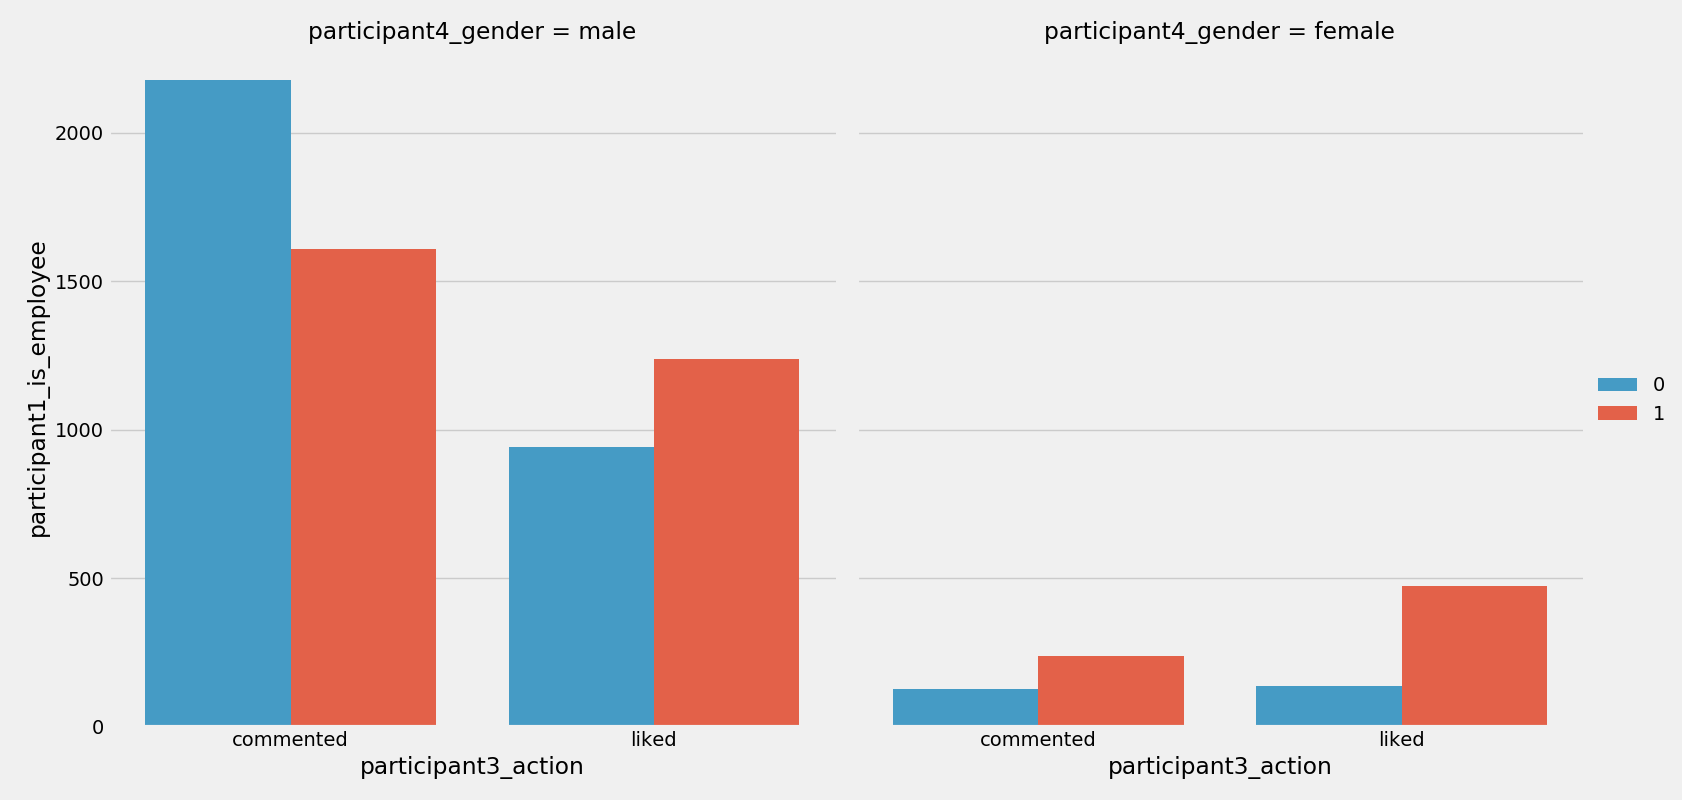 participant4_gender = male
participant4_gender = female
participant1_is_employee
2000
1500
1000
500
0
commented
liked
commented
liked
participant3_action
participant3_action
0
1